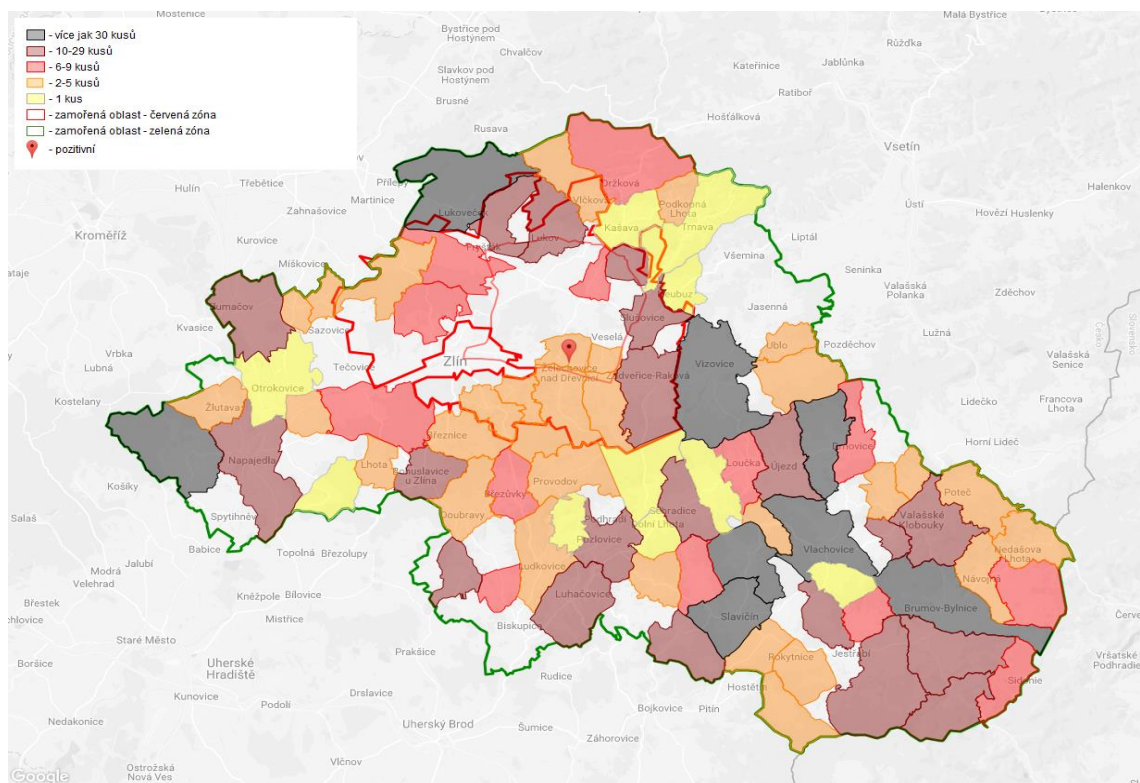 - více jak 30 kusů
- 10-29 kusů
- 6-9 kusů
- 2-5 kusů
- 1 kus
- zamořená oblast - červená zóna
- zamořená oblast - zelená zóna
- pozitivní
Mostenice
Bystřice pod
Hostýnem
Chvalčov
Slavkov pod
Hostýnem
Brusné
Rusava
Malá Bystřice
Růžďka
Kateřinice
Jablůnka
Ratiboř
Hošťálková
Vsetín
Halenkov
Ústí
Hovězí
Huslenky
Hulín
Třebětice
Přílepy
Martinice
Zahnašovice
Kroměříž
Kurovice
Míškovice
Lukoveček
Lukov
Držková
Vlčková
Podkopná
Lhota
Kašava
Trnava
Liptál
Všemina
Seninka
Valašská
Polanka
Zděchov
Jasenná
Lužná
Neubuz
Slušovice
Veselá
Kvasice
Sazovice
Vrbka
Lubná
Tečovice
Zlín
Želechovice
nad Dřevnicí
Zádveřice-Raková
Vizovice
Ublo
Pozděchov
Valašská
Senice
Francova
Lhota
Lidečko
Horní Lideč
Kostelany
Otrokovice
Žlutava
Napajedla
Březnice
Lhota
Bohuslavice
u Zlína
Březůvky
Provodov
Loučka
Újezd
Košíky
Salaš
Spytihněv
Babice
Topolná
Březolupy
Doubravy
Podhradí
Dolní Lhota
Pozlovice
Ludkovice
Luhačovice
Vlachovice
Valašské
Klobouky
Poteč
Nedašova
Lhota
Návojná
Brumov-Bylnice
Jalubí
Modrá
Velehrad
Břestek
Kněžpole
Bílovice
Mistřice
Staré Město
Boršice
Uherské
Hradiště
Kunovice
Podolí
Nedakonice
Ostrožská
Nová Ves
Vlčnov
Drslavice
Prakšice
Uherský Brod
Biskupice
Rudice
Šumice
Záhorovice
Bojkovice
Pitín
Slavičín
Hostětín
Rokytnice
Jestřabí
Sidonie
Vršatské
Podhradie
Google